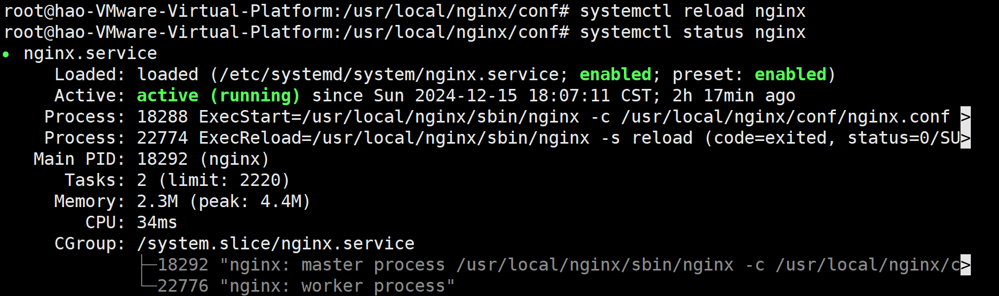 root@hao-VMware-Virtual-Platform:/usr/local/nginx/conf# systemctl reload nginx
root@hao-VMware-Virtual-Platform:/usr/local/nginx/conf# systemctl status nginx
● nginx.service
     Loaded: loaded (/etc/systemd/system/nginx.service; enabled; preset: enabled)
     Active: active (running) since Sun 2024-12-15 18:07:11 CST; 2h 17min ago
    Process: 18288 ExecStart=/usr/local/nginx/sbin/nginx -c /usr/local/nginx/conf/nginx.conf >
    Process: 22774 ExecReload=/usr/local/nginx/sbin/nginx -s reload (code=exited, status=0/SU>
   Main PID: 18292 (nginx)
      Tasks: 2 (limit: 2220)
     Memory: 2.3M (peak: 4.4M)
        CPU: 34ms
     CGroup: /system.slice/nginx.service
             ├─18292 "nginx: master process /usr/local/nginx/sbin/nginx -c /usr/local/nginx/c>
             └─22776 "nginx: worker process"